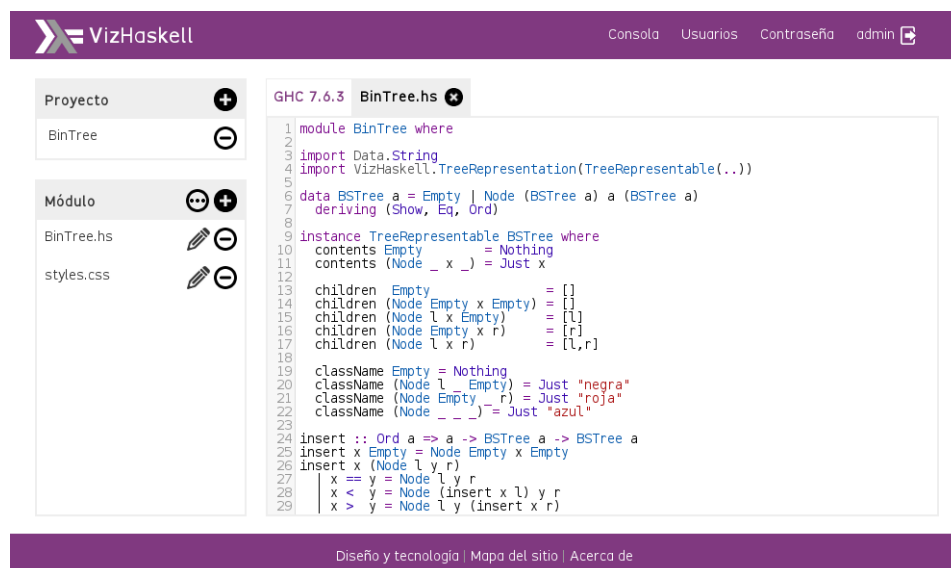 VizHaskell
Consola Usuarios Contraseña admin
Proyecto
BinTree
Módulo
BinTree.hs
styles.css
GHC 7.6.3 BinTree.hs
1 module BinTree where
2
3 import Data.String
4 import VizHaskell.TreeRepresentation(TreeRepresentable(..))
5
6 data BSTree a = Empty | Node (BSTree a) a (BSTree a)
7   deriving (Show, Eq, Ord)
8
9 instance TreeRepresentable BSTree where
10   contents Empty        = Nothing
11   contents (Node _ x _) = Just x
12
13   children  Empty               = []
14   children (Node Empty x Empty) = []
15   children (Node l x Empty)     = [l]
16   children (Node Empty x r)     = [r]
17   children (Node l x r)         = [l,r]
18
19   className Empty = Nothing
20   className (Node l _ Empty) = Just "negra"
21   className (Node Empty _ r) = Just "roja"
22   className (Node _ _ _) = Just "azul"
23
24 insert :: Ord a => a -> BSTree a -> BSTree a
25 insert x Empty = Node Empty x Empty
26 insert x (Node l y r)
27   | x == y = Node l y r
28   | x <  y = Node (insert x l) y r
29   | x >  y = Node l y (insert x r)
Diseño y tecnología | Mapa del sitio | Acerca de